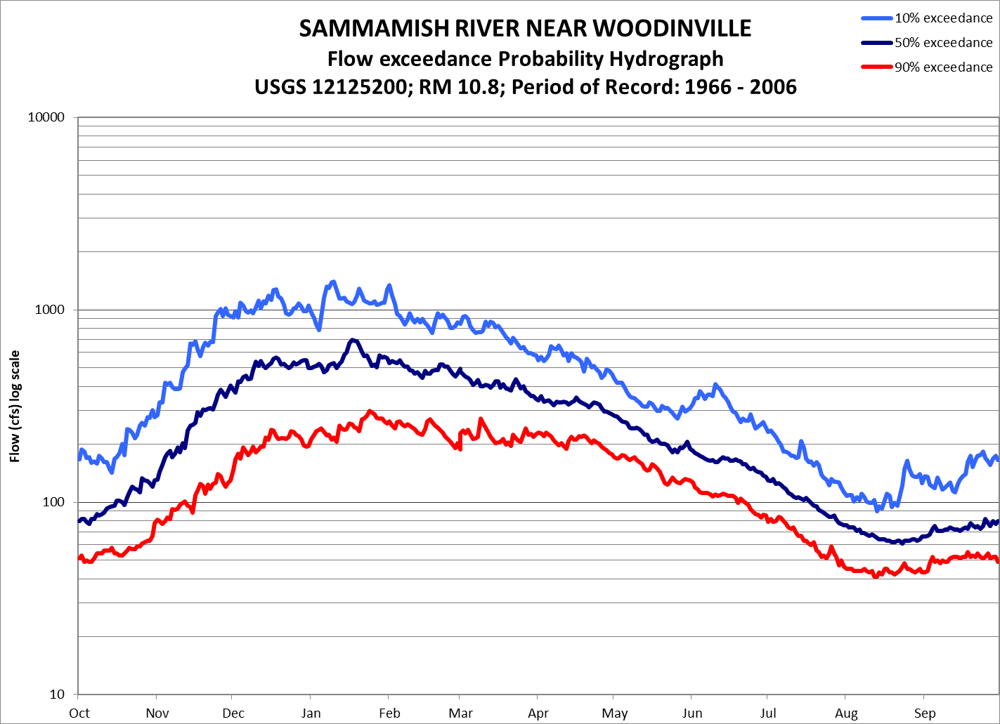 SAMMAMISH RIVER NEAR WOODINVILLE
Flow exceedance Probability Hydrograph
USGS 12125200; RM 10.8; Period of Record: 1966 - 2006
10% exceedance
50% exceedance
90% exceedance
10000
1000
100
10
Flow (cfs) log scale
Oct Nov Dec Jan Feb Mar Apr May Jun Jul Aug Sep